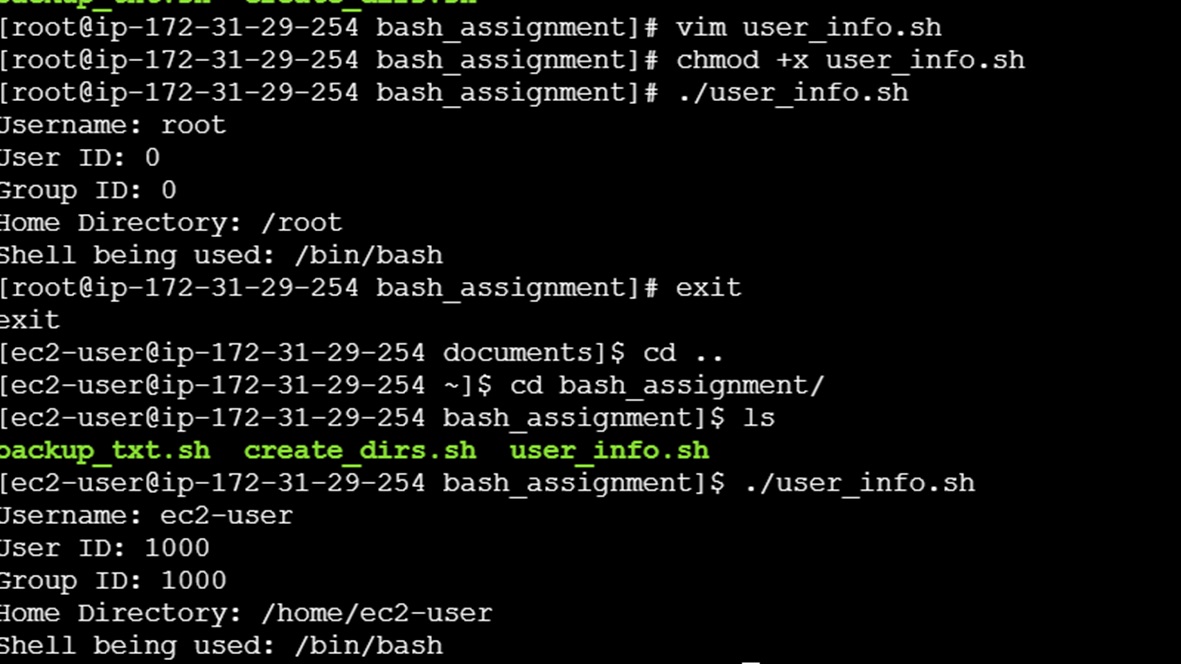 backup_txt.sh create_dirs.sh
[root@ip-172-31-29-254 bash_assignment]# vim user_info.sh
[root@ip-172-31-29-254 bash_assignment]# chmod +x user_info.sh
[root@ip-172-31-29-254 bash_assignment]# ./user_info.sh
Username: root
User ID: 0
Group ID: 0
Home Directory: /root
Shell being used: /bin/bash
[root@ip-172-31-29-254 bash_assignment]# exit
exit
[ec2-user@ip-172-31-29-254 documents]$ cd ..
[ec2-user@ip-172-31-29-254 ~]$ cd bash_assignment/
[ec2-user@ip-172-31-29-254 bash_assignment]$ ls
backup_txt.sh create_dirs.sh user_info.sh
[ec2-user@ip-172-31-29-254 bash_assignment]$ ./user_info.sh
Username: ec2-user
User ID: 1000
Group ID: 1000
Home Directory: /home/ec2-user
Shell being used: /bin/bash